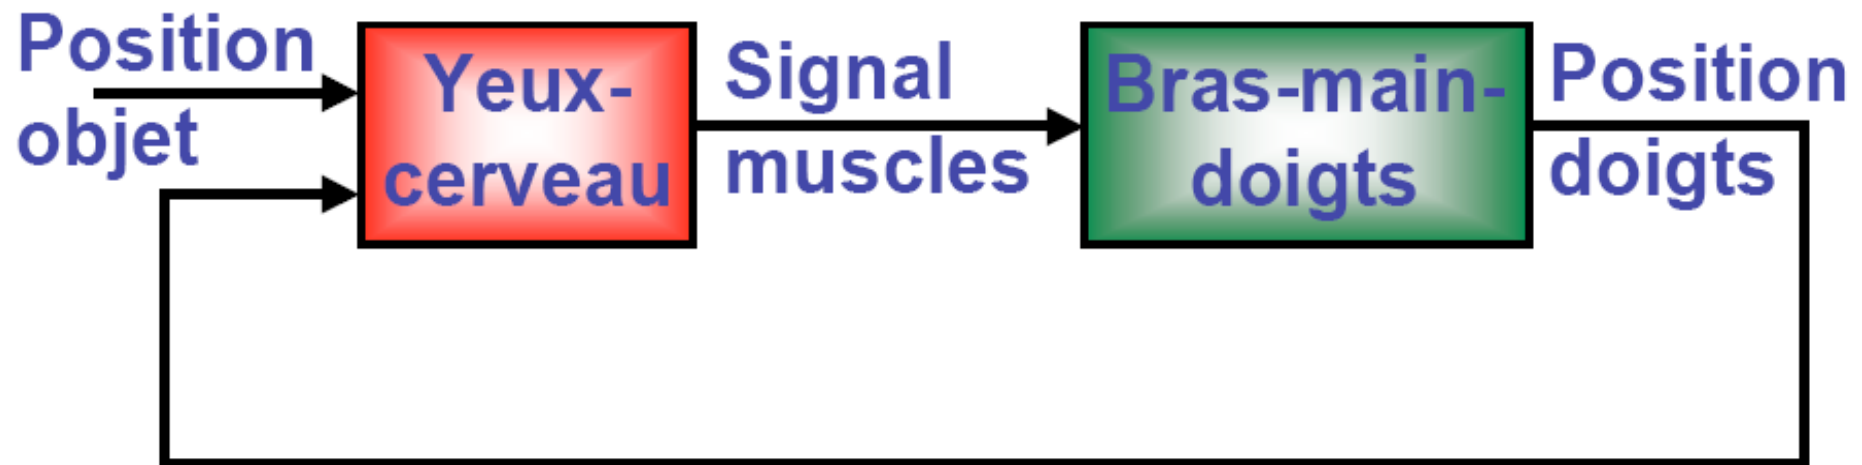 Position
objet
Yeux-
cerveau
Signal
muscles
Bras-main-
doigts
Position
doigts